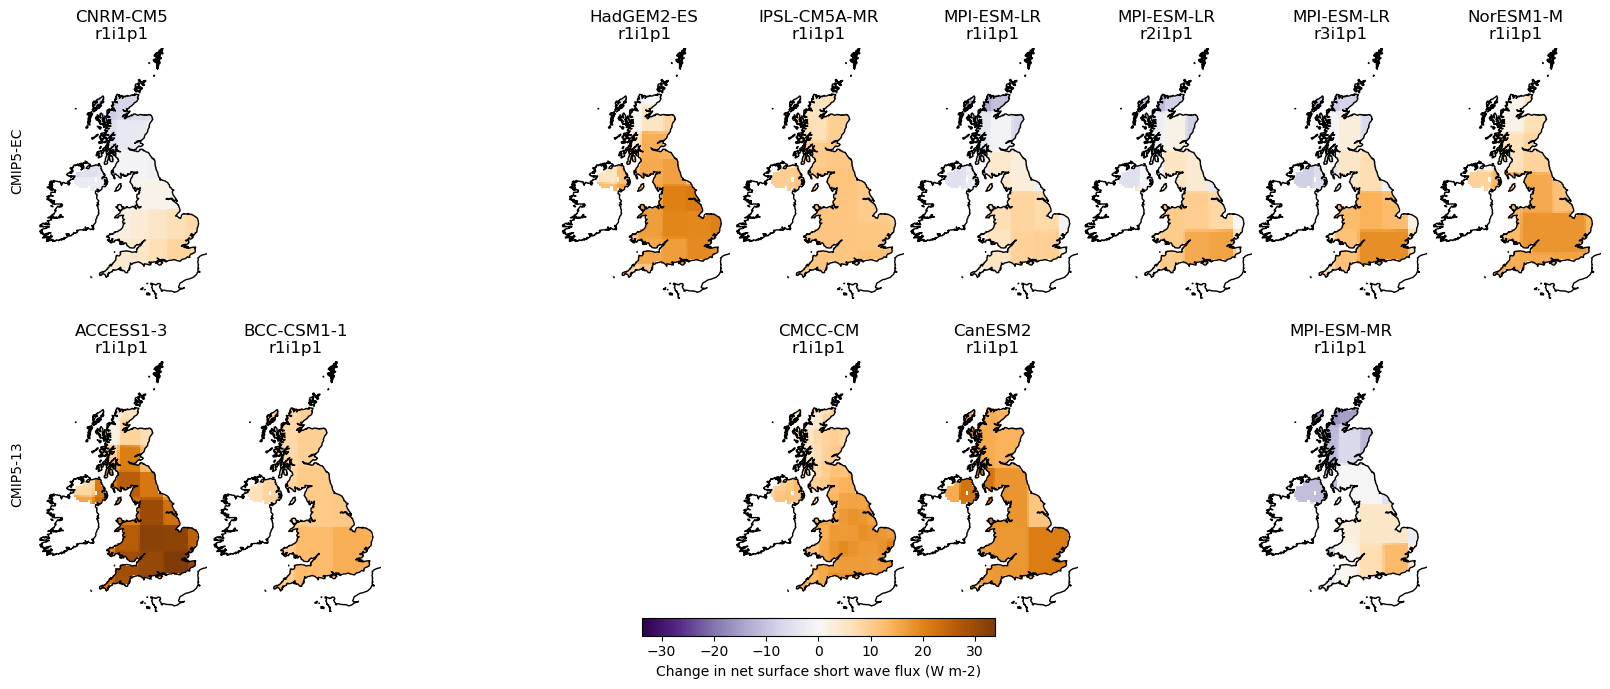 CNRM-CM5
r1i1p1
HadGEM2-ES
r1i1p1
IPSL-CM5A-MR
r1i1p1
MPI-ESM-LR
r1i1p1
MPI-ESM-LR
r2i1p1
MPI-ESM-LR
r3i1p1
NorESM1-M
r1i1p1
CMIP5-EC
ACCESS1-3
r1i1p1
BCC-CSM1-1
r1i1p1
CMCC-CM
r1i1p1
CanESM2
r1i1p1
MPI-ESM-MR
r1i1p1
CMIP5-13
−30 −20 −10 0 10 20 30
Change in net surface short wave flux (W m-2)